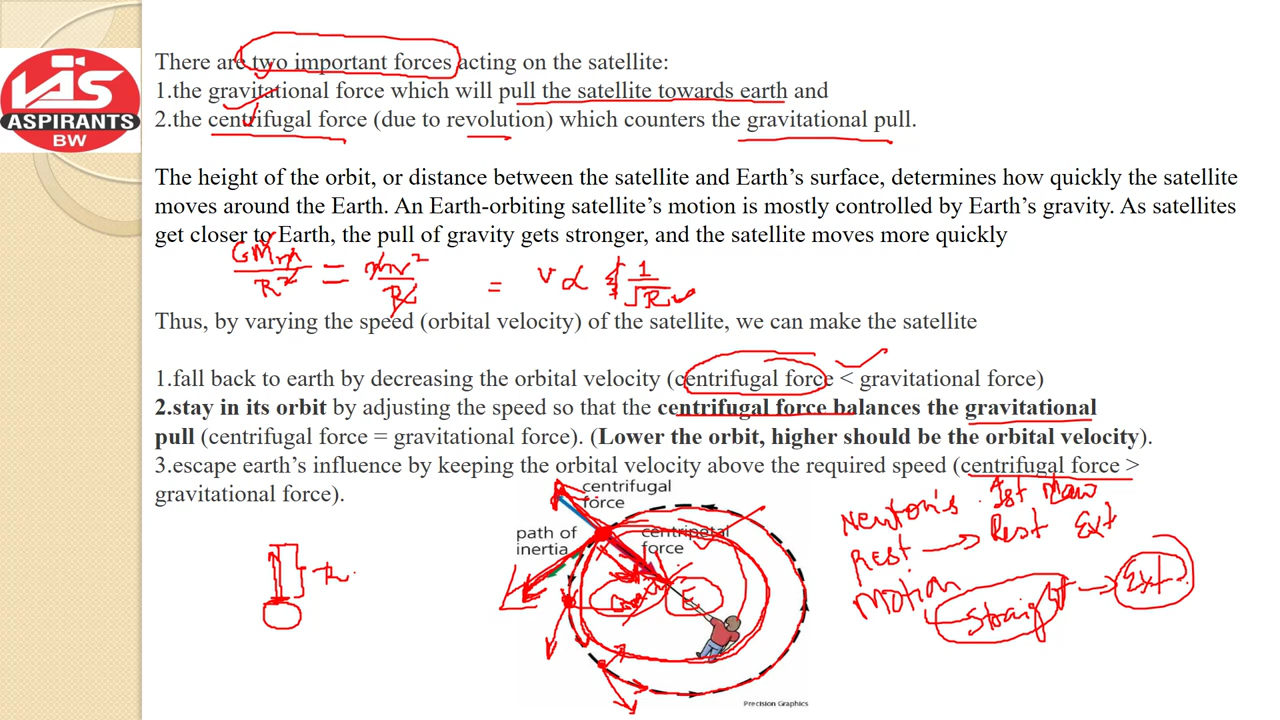 IAS
ASPIRANTS
BW
There are two important forces acting on the satellite:
1.the gravitational force which will pull the satellite towards earth and
2.the centrifugal force (due to revolution) which counters the gravitational pull.
The height of the orbit, or distance between the satellite and Earth’s surface, determines how quickly the satellite
moves around the Earth. An Earth-orbiting satellite’s motion is mostly controlled by Earth’s gravity. As satellites
get closer to Earth, the pull of gravity gets stronger, and the satellite moves more quickly
GMm/R² = mv²/R = v ∝ 1/√R
Thus, by varying the speed (orbital velocity) of the satellite, we can make the satellite
1.fall back to earth by decreasing the orbital velocity (centrifugal force < gravitational force)
2.stay in its orbit by adjusting the speed so that the centrifugal force balances the gravitational
pull (centrifugal force = gravitational force). (Lower the orbit, higher should be the orbital velocity).
3.escape earth’s influence by keeping the orbital velocity above the required speed (centrifugal force >
gravitational force).
centrifugal
force
path of
inertia
centripetal
force
E
Newton's Ist law
Rest → Rest Ext
Motion
straight → Ext
Precision Graphics